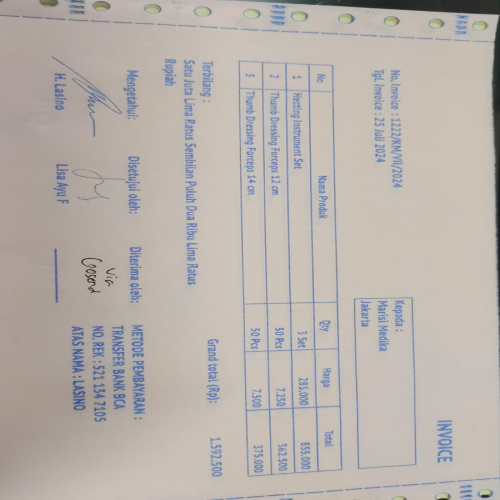 INVOICE
No. Invoice : 1222/KM/VII/2024
Tgl. Invoice : 25 Juli 2024
Kepada :
Marisi Medika
Jakarta
No Nama Produk Qty Harga Total
1 Hecting Instrument Set 3 Set 285.000 855.000
2 Thumb Dressing Forceps 12 cm 50 Pcs 7.250 362.500
3 Thumb Dressing Forceps 14 cm 50 Pcs 7.500 375.000
Grand total (Rp): 1.592.500
Terbilang :
Satu Juta Lima Ratus Sembilan Puluh Dua Ribu Lima Ratus
Rupiah
Mengetahui: Disetujui oleh: Diterima oleh:
Via
Gosend
H. Lasino Lisa Ayu F
METODE PEMBAYARAN :
TRANSFER BANK BCA
NO. REK : 521 134 7105
ATAS NAMA : LASINO